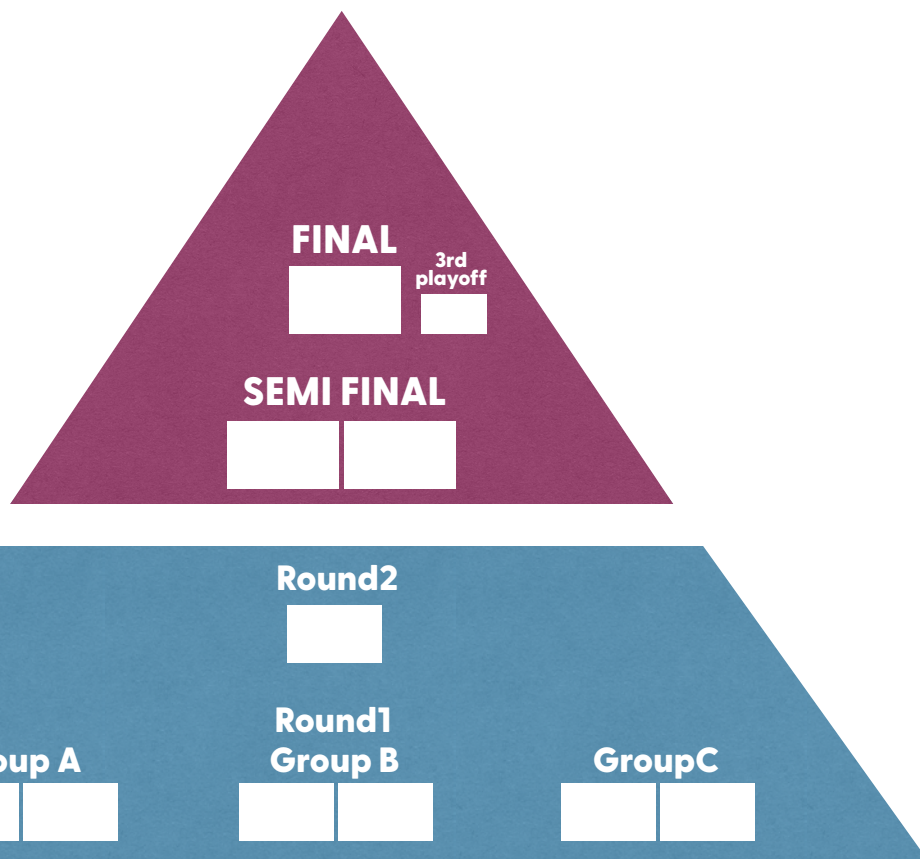 FINAL
3rd
playoff
SEMI FINAL
Round2
Round1
oup A
Group B
GroupC